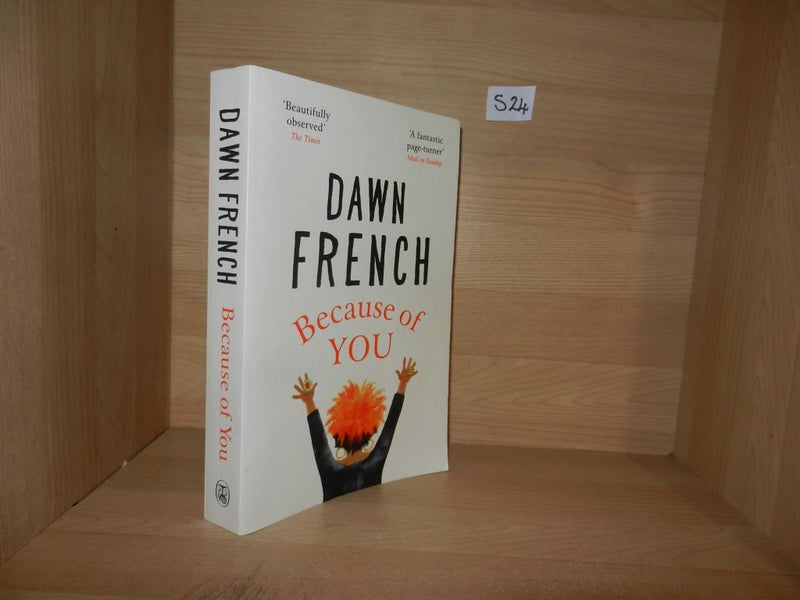 DAWN FRENCH Because of You
'Beautifully
observed'
The Times
'A fantastic
page-turner'
Mail on Sunday
DAWN
FRENCH
Because of
YOU
S24